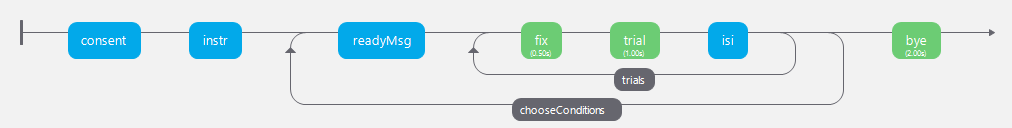 consent
instr
readyMsg
fix
(0.50s)
trial
(1.00s)
isi
bye
(2.00s)
trials
chooseConditions